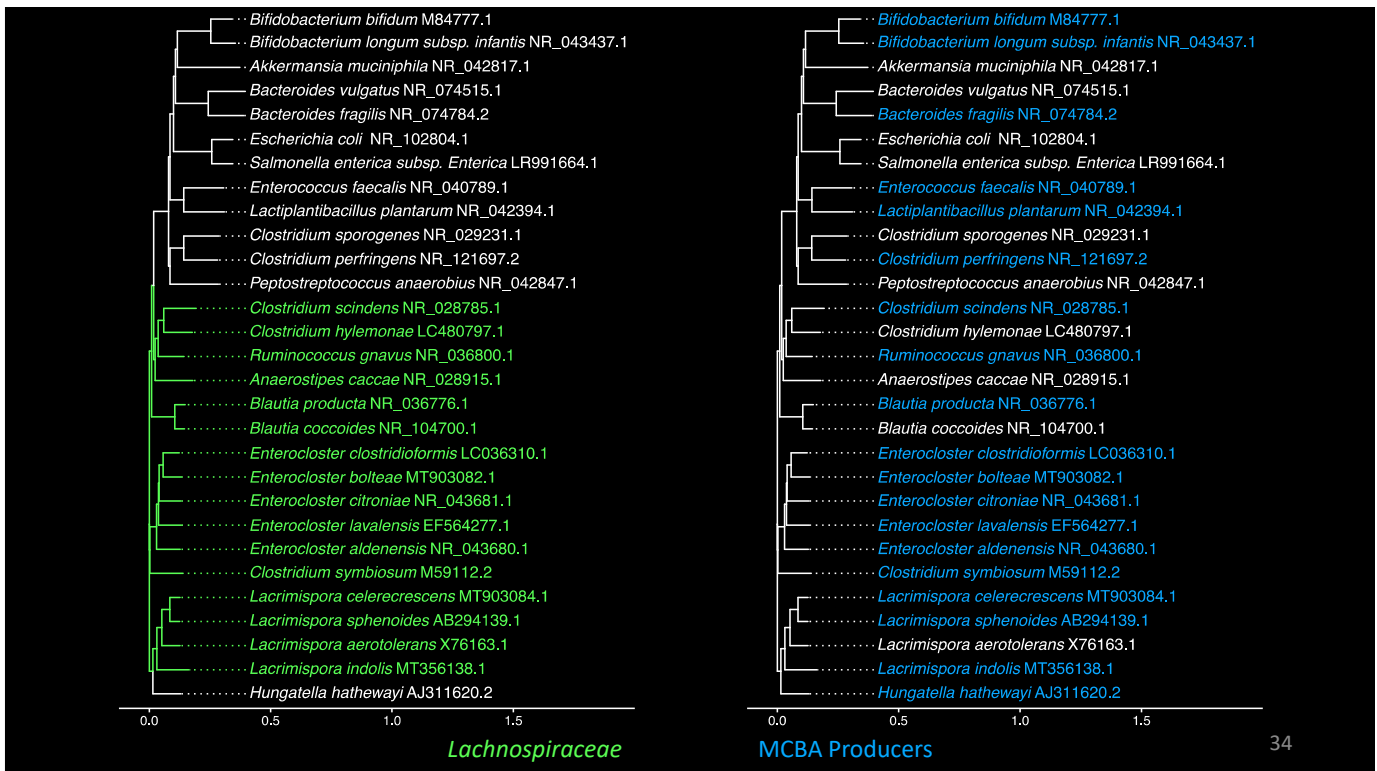 Bifidobacterium bifidum M84777.1
Bifidobacterium longum subsp. infantis NR_043437.1
Akkermansia muciniphila NR_042817.1
Bacteroides vulgatus NR_074515.1
Bacteroides fragilis NR_074784.2
Escherichia coli NR_102804.1
Salmonella enterica subsp. Enterica LR991664.1
Enterococcus faecalis NR_040789.1
Lactiplantibacillus plantarum NR_042394.1
Clostridium sporogenes NR_029231.1
Clostridium perfringens NR_121697.2
Peptostreptococcus anaerobius NR_042847.1
Clostridium scindens NR_028785.1
Clostridium hylemonae LC480797.1
Ruminococcus gnavus NR_036800.1
Anaerostipes caccae NR_028915.1
Blautia producta NR_036776.1
Blautia coccoides NR_104700.1
Enterocloster clostridioformis LC036310.1
Enterocloster bolteae MT903082.1
Enterocloster citroniae NR_043681.1
Enterocloster lavalensis EF564277.1
Enterocloster aldenensis NR_043680.1
Clostridium symbiosum M59112.2
Lacrimispora celerecrescens MT903084.1
Lacrimispora sphenoides AB294139.1
Lacrimispora aerotolerans X76163.1
Lacrimispora indolis MT356138.1
Hungatella hathewayi AJ311620.2
0.0 0.5 1.0 1.5
Lachnospiraceae
Bifidobacterium bifidum M84777.1
Bifidobacterium longum subsp. infantis NR_043437.1
Akkermansia muciniphila NR_042817.1
Bacteroides vulgatus NR_074515.1
Bacteroides fragilis NR_074784.2
Escherichia coli NR_102804.1
Salmonella enterica subsp. Enterica LR991664.1
Enterococcus faecalis NR_040789.1
Lactiplantibacillus plantarum NR_042394.1
Clostridium sporogenes NR_029231.1
Clostridium perfringens NR_121697.2
Peptostreptococcus anaerobius NR_042847.1
Clostridium scindens NR_028785.1
Clostridium hylemonae LC480797.1
Ruminococcus gnavus NR_036800.1
Anaerostipes caccae NR_028915.1
Blautia producta NR_036776.1
Blautia coccoides NR_104700.1
Enterocloster clostridioformis LC036310.1
Enterocloster bolteae MT903082.1
Enterocloster citroniae NR_043681.1
Enterocloster lavalensis EF564277.1
Enterocloster aldenensis NR_043680.1
Clostridium symbiosum M59112.2
Lacrimispora celerecrescens MT903084.1
Lacrimispora sphenoides AB294139.1
Lacrimispora aerotolerans X76163.1
Lacrimispora indolis MT356138.1
Hungatella hathewayi AJ311620.2
0.0 0.5 1.0 1.5
MCBA Producers
34